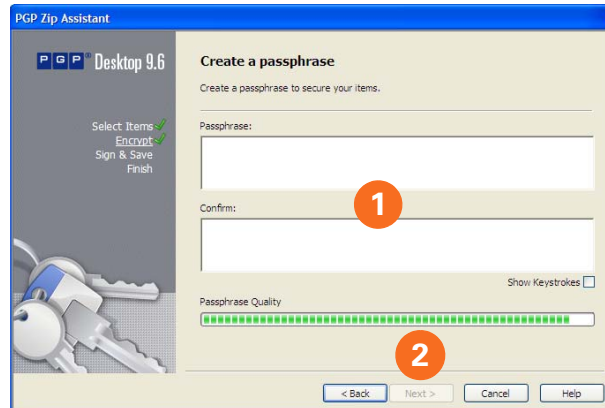 PGP Zip Assistant
PGP® Desktop 9.6
Select Items
Encrypt
Sign & Save
Finish
Create a passphrase
Create a passphrase to secure your items.
Passphrase:
1
Confirm:
Show Keystrokes
Passphrase Quality
2
< Back Next > Cancel Help